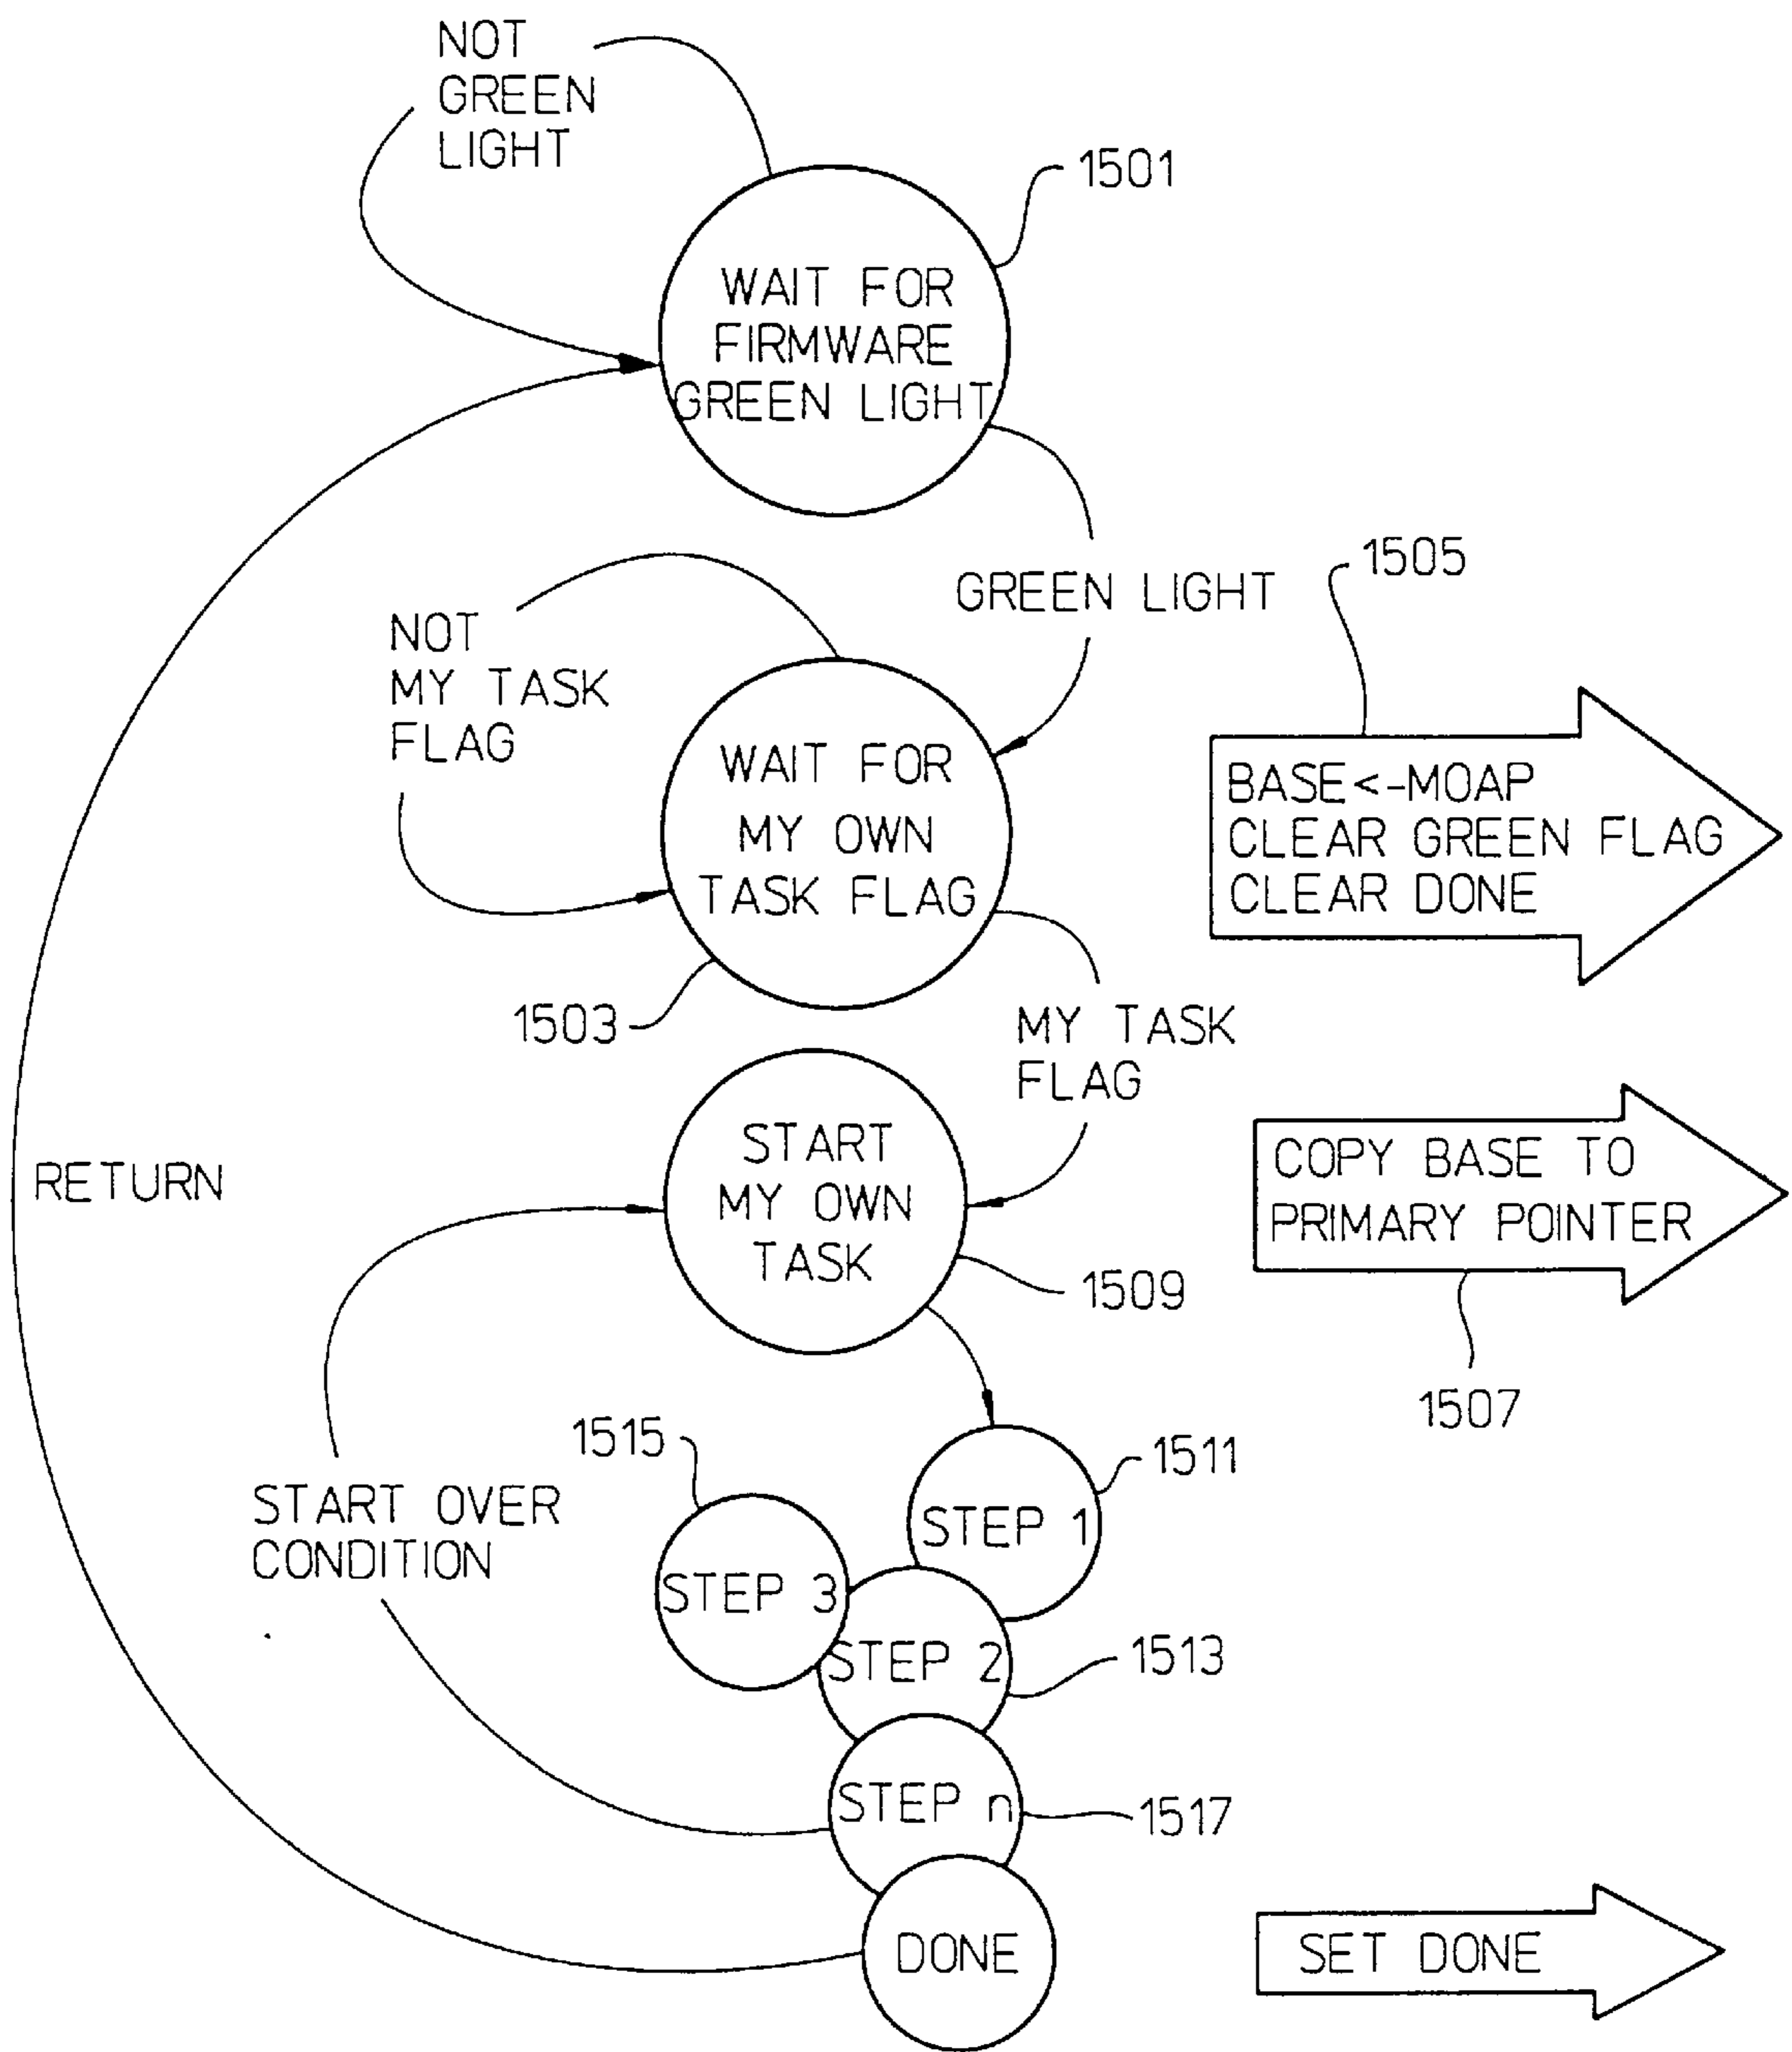 NOT
GREEN
LIGHT
1501
WAIT FOR
FIRMWARE
GREEN LIGHT
GREEN LIGHT
1505
NOT
MY TASK
FLAG
WAIT FOR
MY OWN
TASK FLAG
BASE<-MOAP
CLEAR GREEN FLAG
CLEAR DONE
1503
MY TASK
FLAG
START
MY OWN
TASK
COPY BASE TO
PRIMARY POINTER
RETURN
1509
1507
1515
1511
START OVER
CONDITION
STEP 1
STEP 3
STEP 2
1513
STEP n
1517
DONE
SET DONE